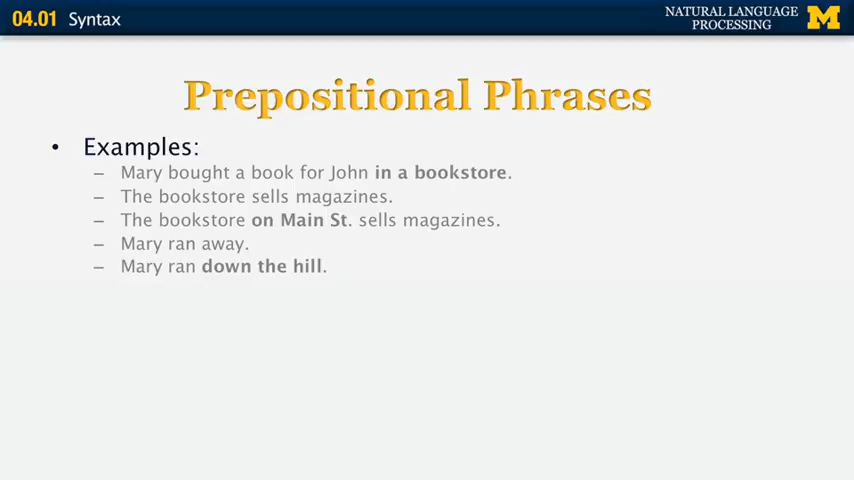 04.01 Syntax
NATURAL LANGUAGE
PROCESSING
M
Prepositional Phrases
• Examples:
– Mary bought a book for John in a bookstore.
– The bookstore sells magazines.
– The bookstore on Main St. sells magazines.
– Mary ran away.
– Mary ran down the hill.